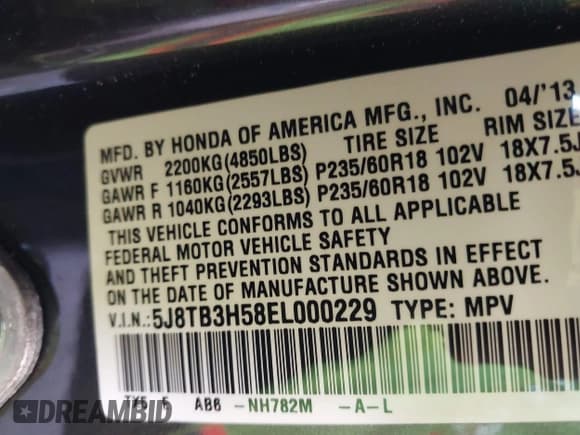 MFD. BY HONDA OF AMERICA MFG., INC. 04/'13
GVWR 2200KG(4850LBS) TIRE SIZE RIM SIZE
GAWR F 1160KG(2557LBS) P235/60R18 102V 18X7.5J
GAWR R 1040KG(2293LBS) P235/60R18 102V 18X7.5J
THIS VEHICLE CONFORMS TO ALL APPLICABLE
FEDERAL MOTOR VEHICLE SAFETY
AND THEFT PREVENTION STANDARDS IN EFFECT
ON THE DATE OF MANUFACTURE SHOWN ABOVE.
V.I.N.:5J8TB3H58EL000229 TYPE: MPV
AB6 -NH782M -A-L
DREAMBID